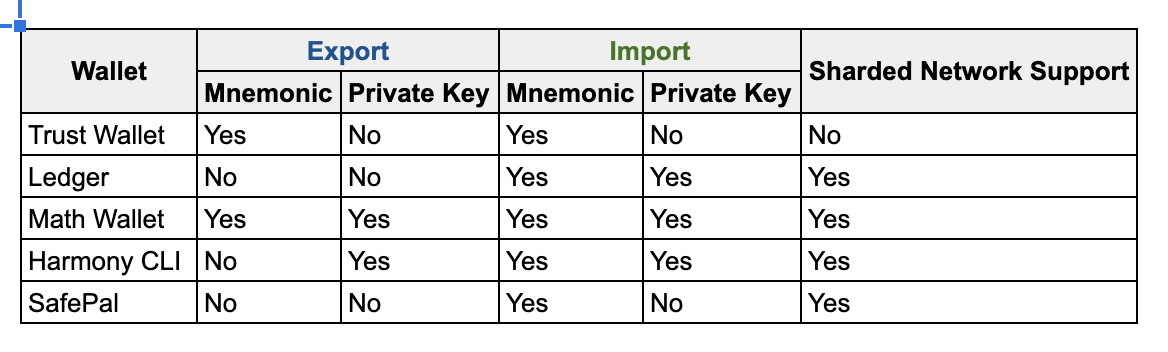 Wallet Export Import Sharded Network Support
Mnemonic Private Key Mnemonic Private Key
Trust Wallet Yes No Yes No No
Ledger No No Yes Yes Yes
Math Wallet Yes Yes Yes Yes Yes
Harmony CLI No Yes Yes Yes Yes
SafePal No No Yes No Yes